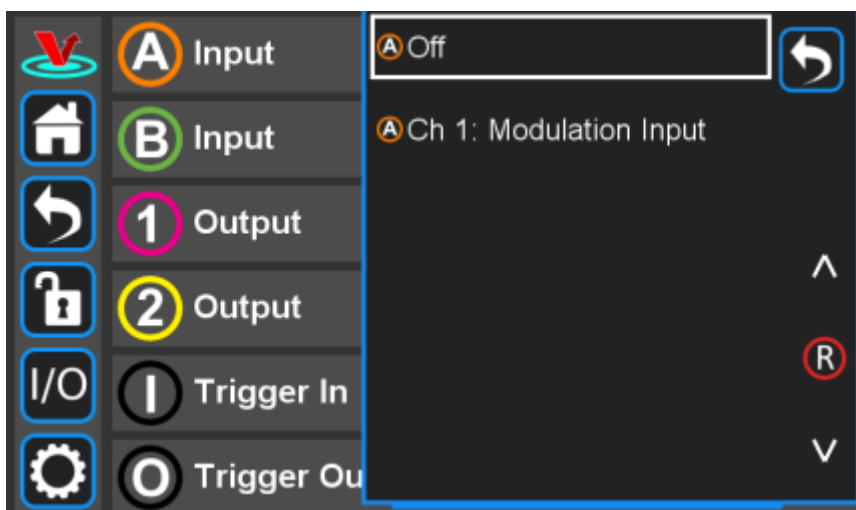 A Input
B Input
1 Output
2 Output
I/O
I Trigger In
O Trigger Ou
A Off
A Ch 1: Modulation Input
R